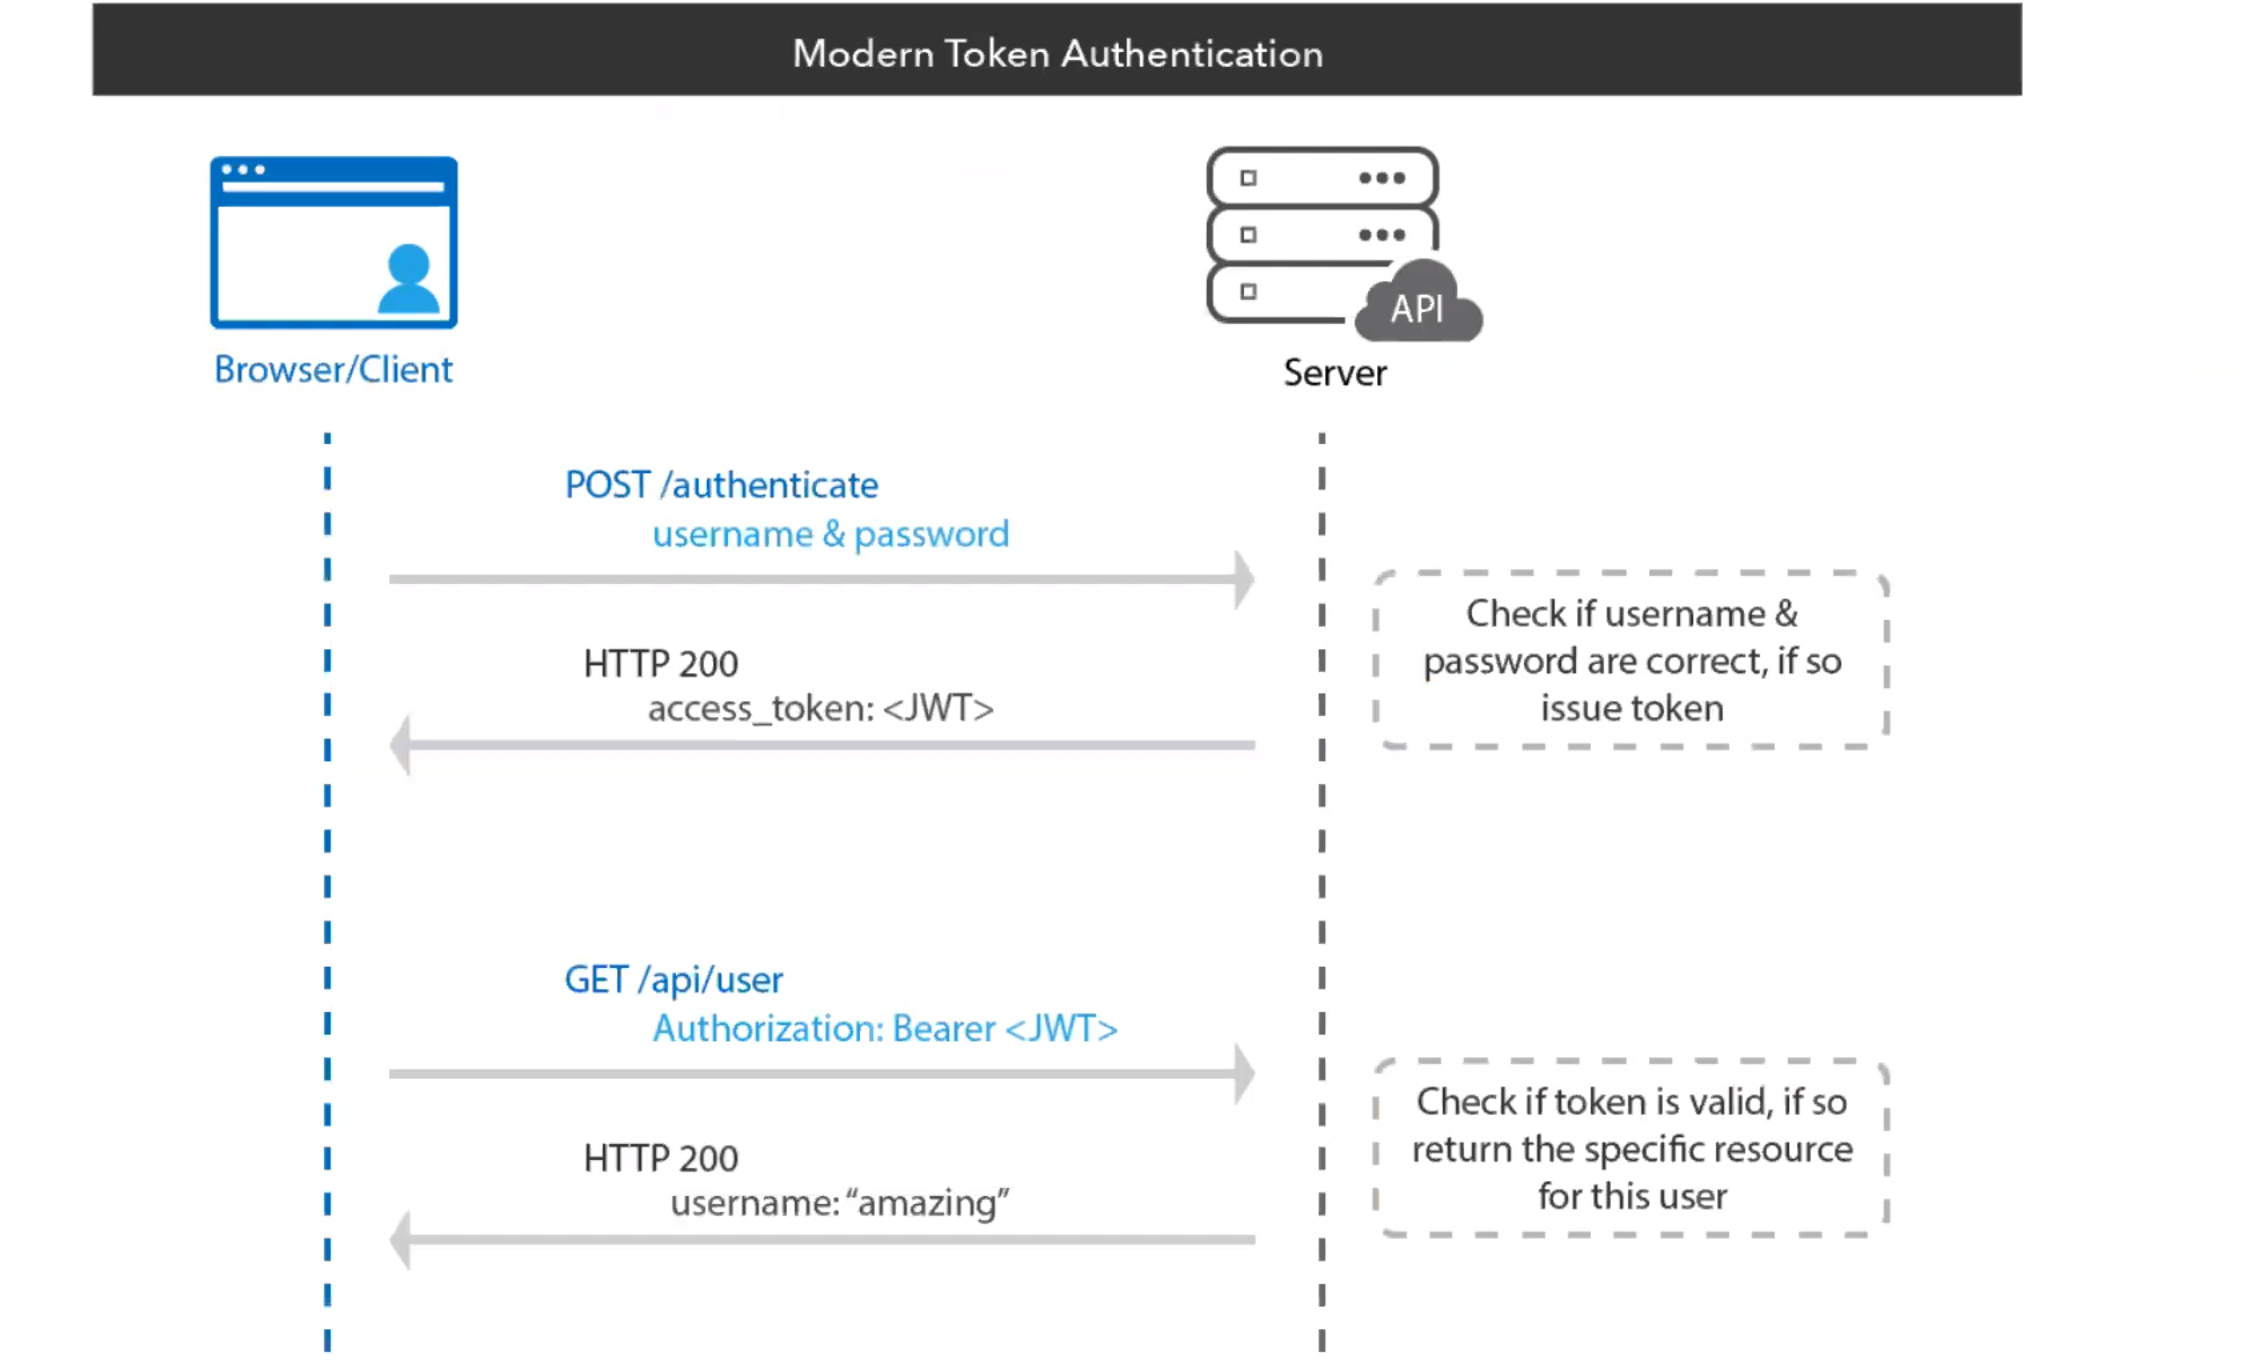 Modern Token Authentication
API
Browser/Client
Server
POST /authenticate
username & password
Check if username &
password are correct, if so
issue token
HTTP 200
access_token: <JWT>
GET /api/user
Authorization: Bearer <JWT>
Check if token is valid, if so
return the specific resource
for this user
HTTP 200
username: “amazing”